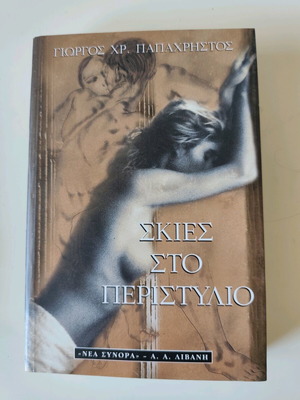 ΓΙΩΡΓΟΣ ΧΡ. ΠΑΠΑΧΡΗΣΤΟΣ
ΣΚΙΕΣ
ΣΤΟ
ΠΕΡΙΣΤΥΛΙΟ
«ΝΕΑ ΣΥΝΟΡΑ» - Α. Α. ΛΙΒΑΝΗ